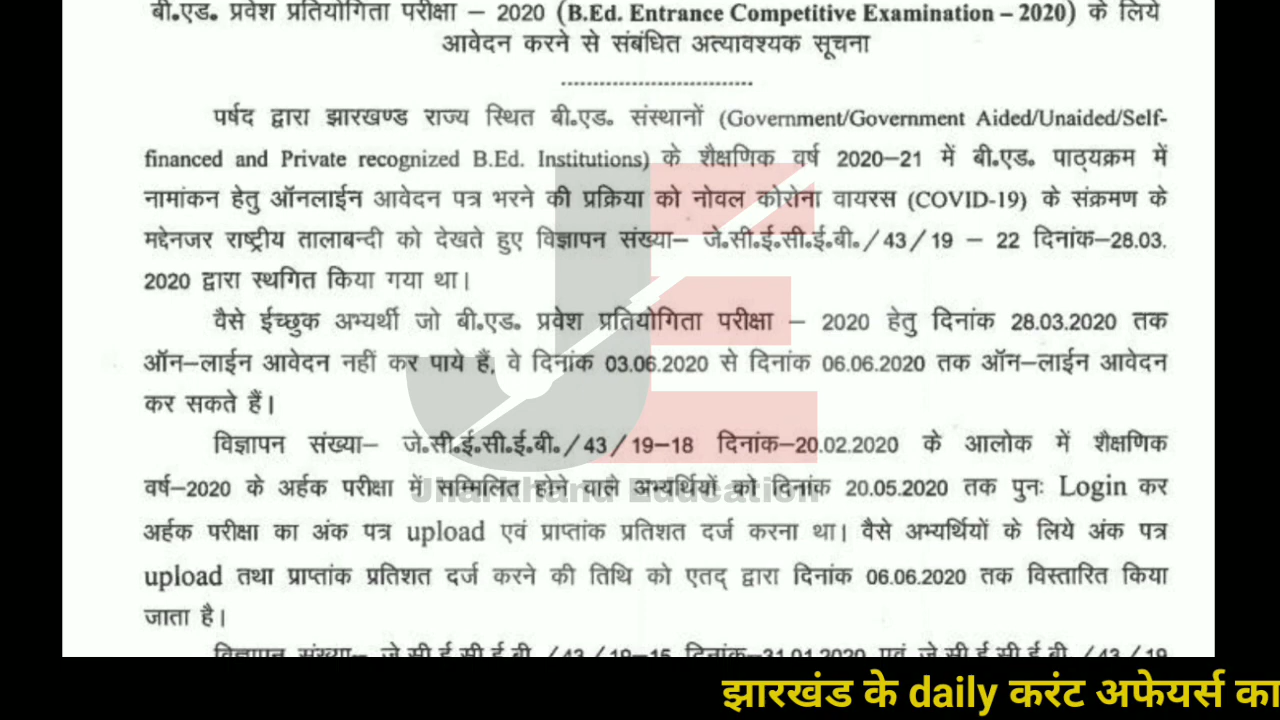 बी॰एड॰ प्रवेश प्रतियोगिता परीक्षा – 2020 (B.Ed. Entrance Competitive Examination – 2020) के लिये
आवेदन करने से संबंधित अत्यावश्यक सूचना
----------------------------
पर्षद द्वारा झारखण्ड राज्य स्थित बी॰एड॰ संस्थानों (Government/Government Aided/Unaided/Self-
financed and Private recognized B.Ed. Institutions) के शैक्षणिक वर्ष 2020–21 में बी॰एड॰ पाठ्यक्रम में
नामांकन हेतु ऑनलाईन आवेदन पत्र भरने की प्रक्रिया को नोवल कोरोना वायरस (COVID-19) के संक्रमण के
मद्देनजर राष्ट्रीय तालाबन्दी को देखते हुए विज्ञापन संख्या– जे॰सी॰ई॰सी॰ई॰बी॰/43/19 – 22 दिनांक–28.03.
2020 द्वारा स्थगित किया गया था।
वैसे ईच्छुक अभ्यर्थी जो बी॰एड॰ प्रवेश प्रतियोगिता परीक्षा – 2020 हेतु दिनांक 28.03.2020 तक
ऑन–लाईन आवेदन नहीं कर पाये हैं, वे दिनांक 03.06.2020 से दिनांक 06.06.2020 तक ऑन–लाईन आवेदन
कर सकते हैं।
विज्ञापन संख्या– जे॰सी॰ई॰सी॰ई॰बी॰/43/19–18 दिनांक–20.02.2020 के आलोक में शैक्षणिक
वर्ष–2020 के अर्हक परीक्षा में सम्मिलित होने वाले अभ्यर्थियों को दिनांक 20.05.2020 तक पुनः Login कर
अर्हक परीक्षा का अंक पत्र upload एवं प्राप्तांक प्रतिशत दर्ज करना था। वैसे अभ्यर्थियों के लिये अंक पत्र
upload तथा प्राप्तांक प्रतिशत दर्ज करने की तिथि को एतद् द्वारा दिनांक 06.06.2020 तक विस्तारित किया
जाता है।
विज्ञापन संख्या– जे॰सी॰ई॰सी॰ई॰बी॰/43/19–15 दिनांक–31.01.2020 एवं जे॰सी॰ई॰सी॰ई॰बी॰/43/19
JE
Jharkhand Education
झारखंड के daily करंट अफेयर्स का